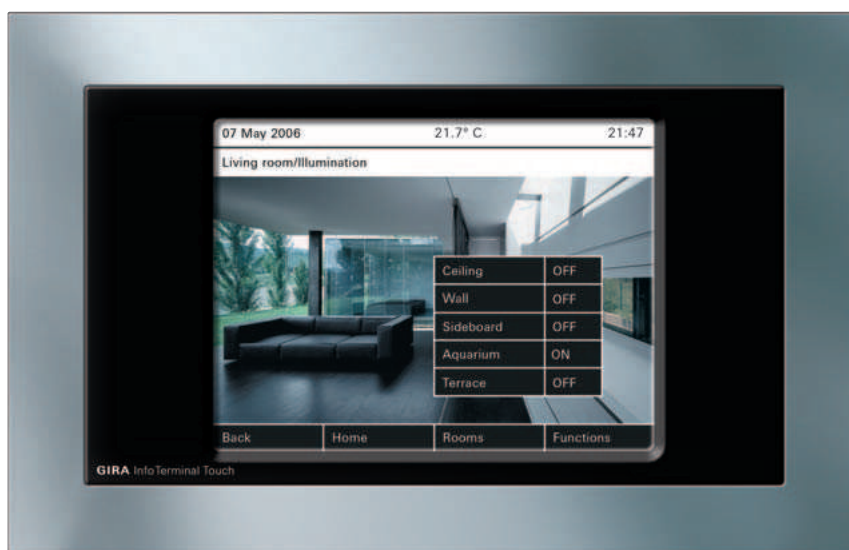 07 May 2006 21.7° C 21:47
Living room/Illumination
Ceiling OFF
Wall OFF
Sideboard OFF
Aquarium ON
Terrace OFF
Back Home Rooms Functions
GIRA InfoTerminal Touch